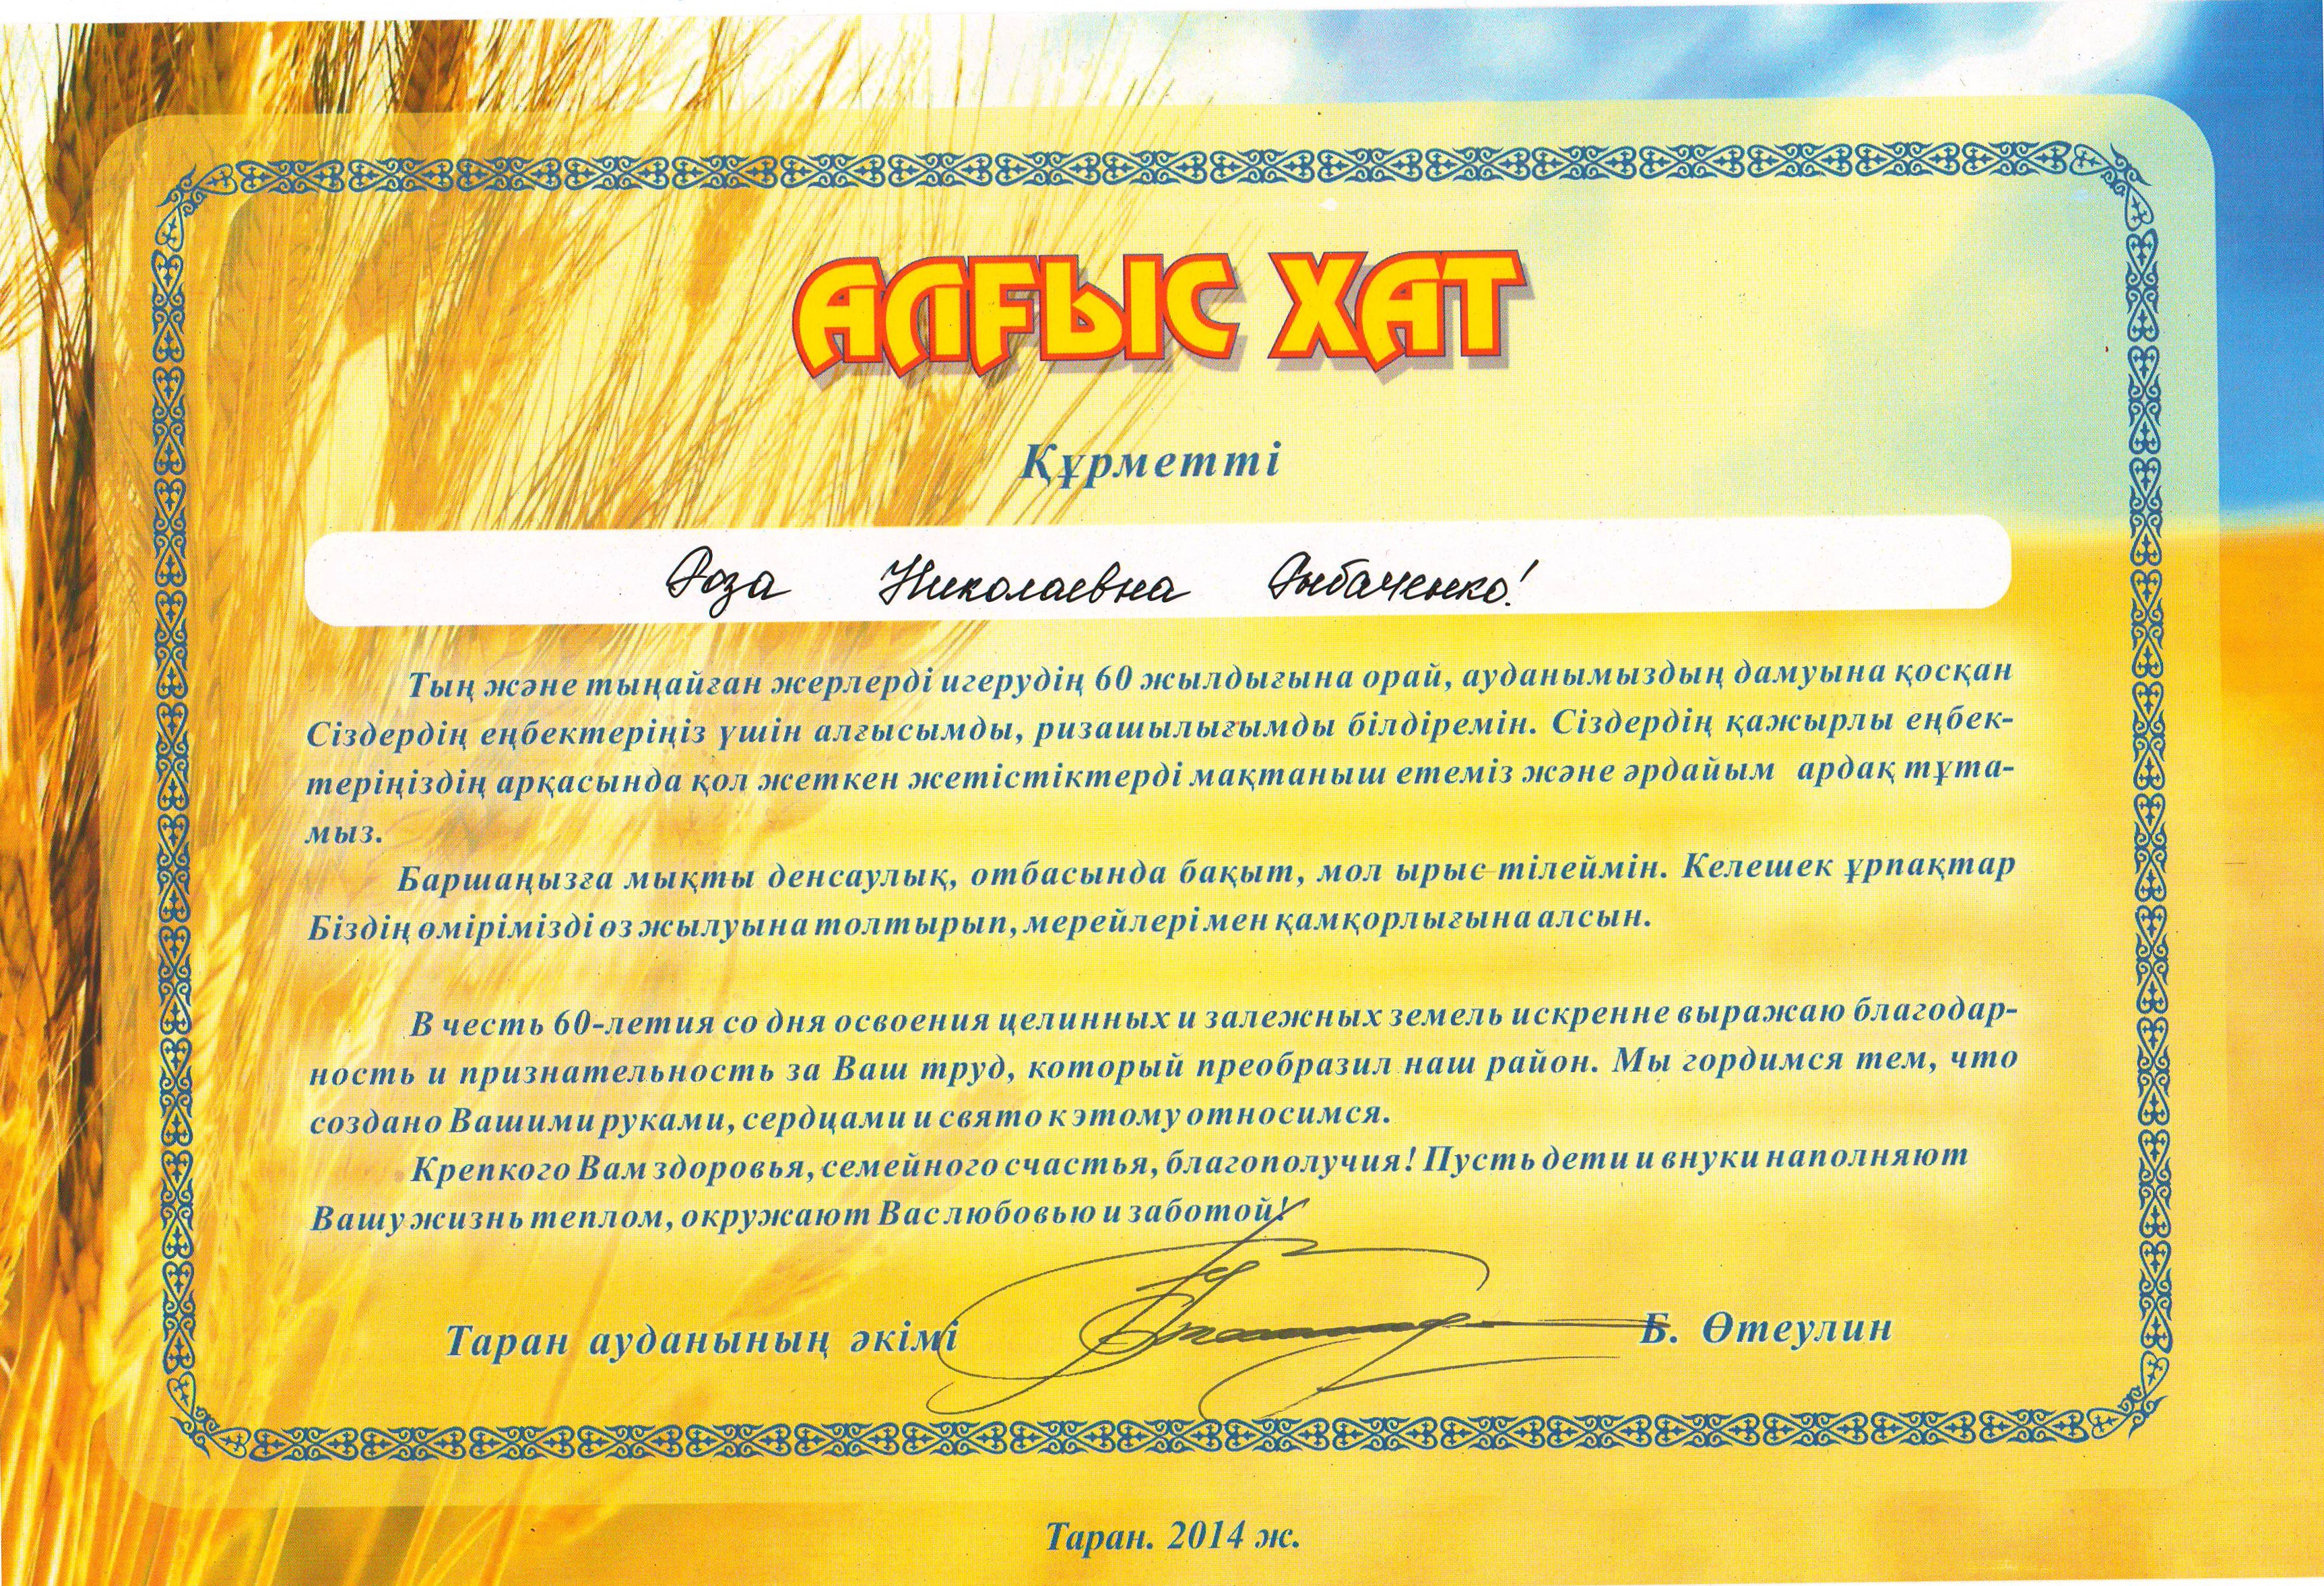 АЛҒЫС ХАТ
Құрметті
Роза Николаевна Рыбаченко!
Тың және тыңайған жерлерді игерудің 60 жылдығына орай, ауданымыздың дамуына қосқан
Сіздердің еңбектеріңіз үшін алғысымды, ризашылығымды білдіремін. Сіздердің қажырлы еңбек-
теріңіздің арқасында қол жеткен жетістіктерді мақтаныш етеміз және әрдайым ардақ тұта-
мыз.
Баршаңызға мықты денсаулық, отбасында бақыт, мол ырыс тілеймін. Келешек ұрпақтар
Біздің өмірімізді өз жылуына толтырып, мерейлерімен қамқорлығына алсын.
В честь 60-летия со дня освоения целинных и залежных земель искренне выражаю благодар-
ность и признательность за Ваш труд, который преобразил наш район. Мы гордимся тем, что
создано Вашими руками, сердцами и свято к этому относимся.
Крепкого Вам здоровья, семейного счастья, благополучия! Пусть дети и внуки наполняют
Вашу жизнь теплом, окружают Вас любовью и заботой!
Таран ауданының әкімі Б. Өтеулин
Таран. 2014 ж.